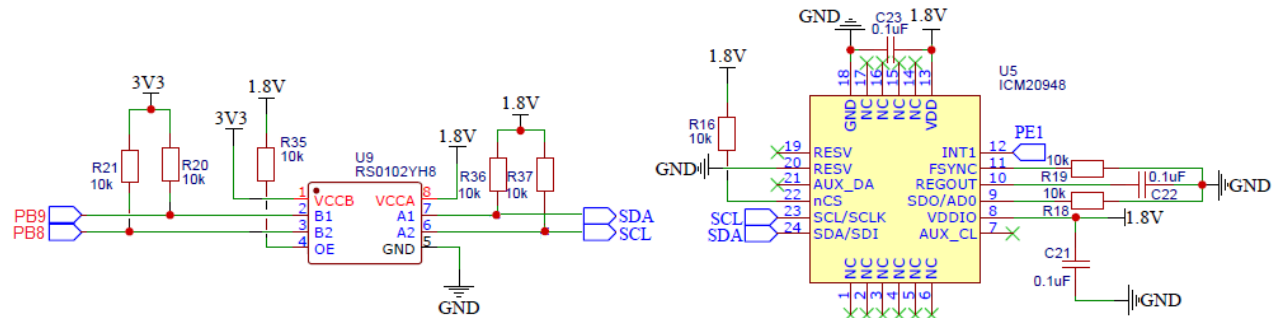 3V3
1.8V
3V3
R21
10k
R20
10k
R35
10k
U9
RS0102YH8
1.8V
1.8V
R36
10k
R37
10k
PB9
PB8
1
VCCB
2
B1
3
B2
4
OE
VCCA
8
A1
7
A2
6
GND
5
SDA
SCL
GND
GND
C23
0.1uF
1.8V
1.8V
R16
10k
GND
U5
ICM20948
18
17
16
15
14
13
GND
NC
NC
NC
NC
VDD
19
RESV
20
RESV
21
AUX_DA
22
nCS
SCL
23
SCL/SCLK
SDA
24
SDA/SDI
INT1
12
PE1
FSYNC
11
10k
REGOUT
10
R19
0.1uF
C22
GND
SDO/AD0
9
10k
R18
VDDIO
8
1.8V
AUX_CL
7
C21
0.1uF
GND
NC
NC
NC
NC
NC
NC
1
2
3
4
5
6